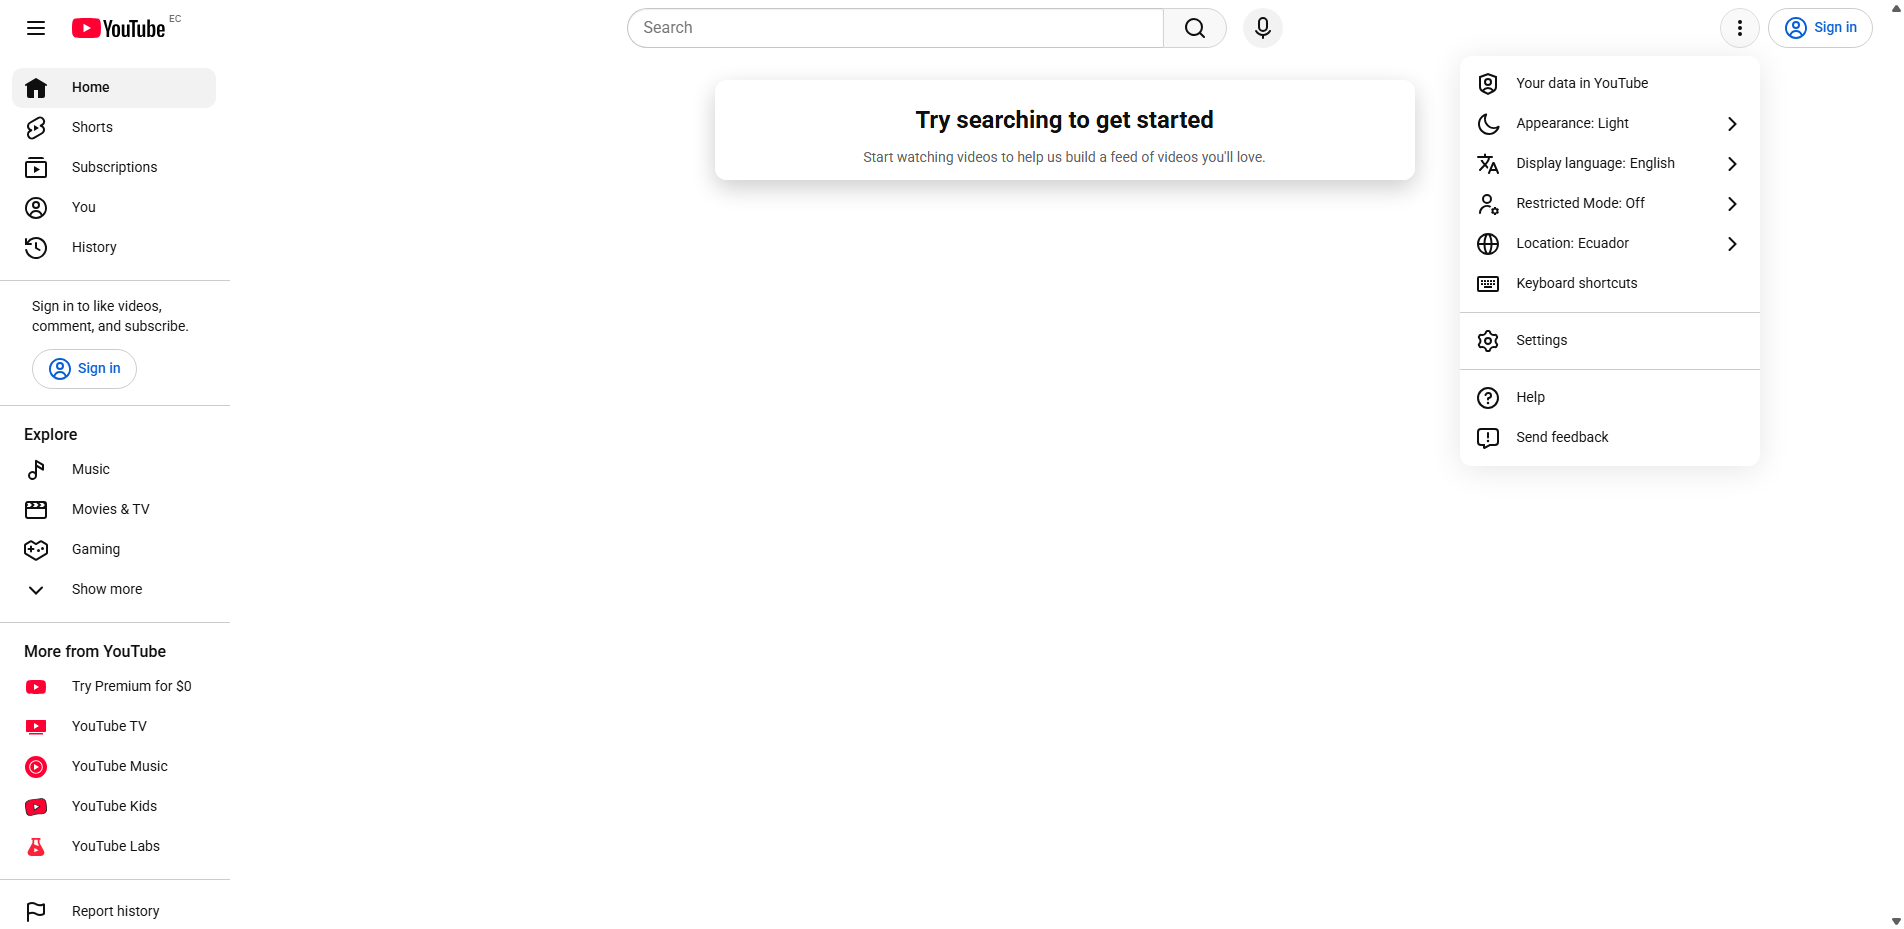 YouTube EC
Search
Sign in
Home
Shorts
Subscriptions
You
History
Sign in to like videos,
comment, and subscribe.
Sign in
Explore
Music
Movies & TV
Gaming
Show more
More from YouTube
Try Premium for $0
YouTube TV
YouTube Music
YouTube Kids
YouTube Labs
Report history
Try searching to get started
Start watching videos to help us build a feed of videos you'll love.
Your data in YouTube
Appearance: Light
Display language: English
Restricted Mode: Off
Location: Ecuador
Keyboard shortcuts
Settings
Help
Send feedback